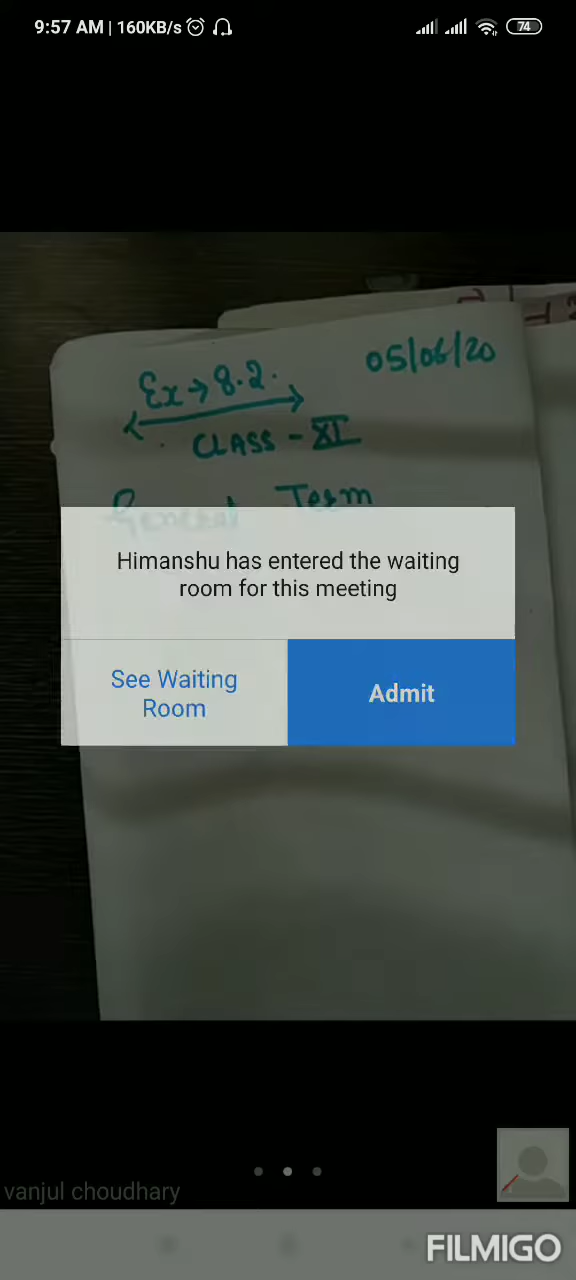 9:57 AM | 160KB/s
74
Ex → 8.2.
05/06/20
CLASS - XI
General Term
Himanshu has entered the waiting
room for this meeting
See Waiting
Room
Admit
vanjul choudhary
FILMIGO